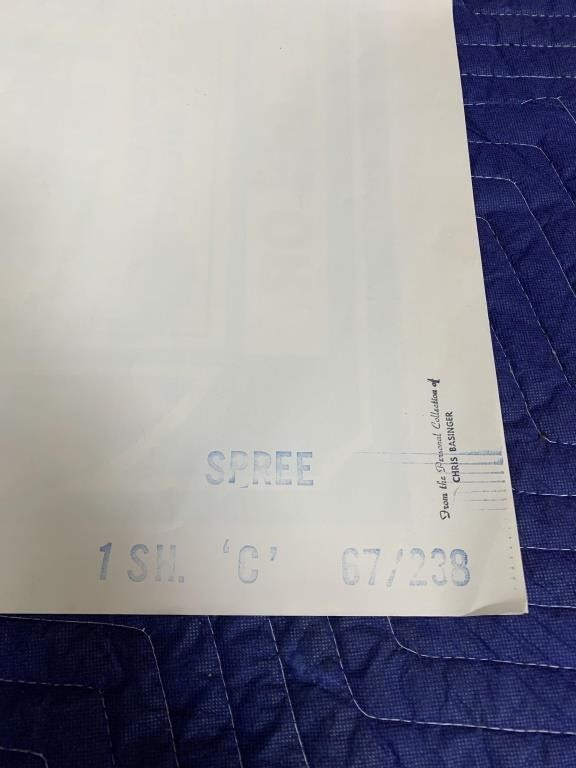 SPREE
1 SH. 'C' 67/238
From the Personal Collection of
CHRIS BASINGER